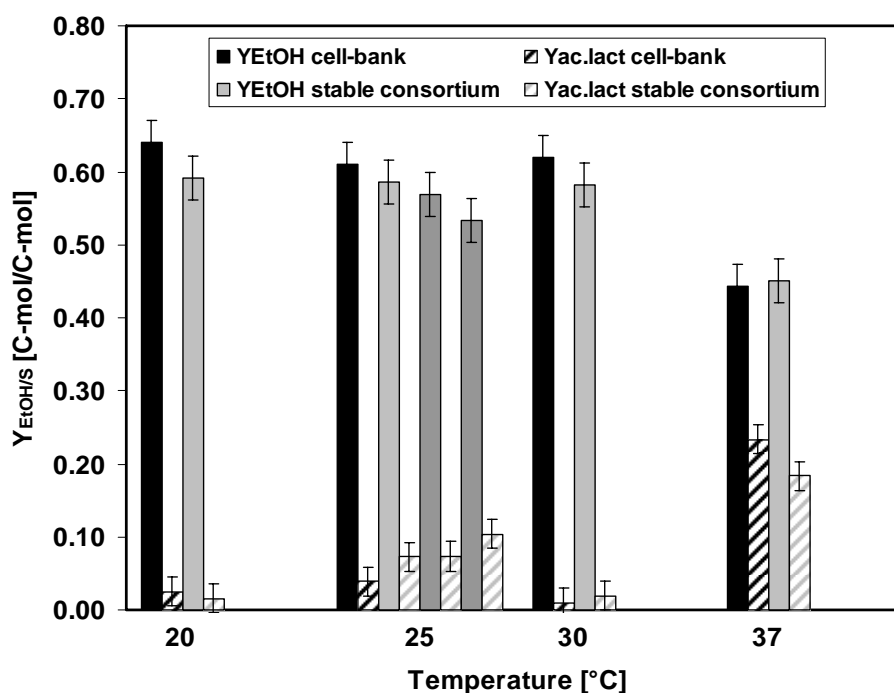 0.80
YEtOH cell-bank Yac.lact cell-bank
YEtOH stable consortium Yac.lact stable consortium
0.70
0.60
0.50
0.40
0.30
0.20
0.10
0.00
YEtOH/S [C-mol/C-mol]
20 25 30 37
Temperature [°C]